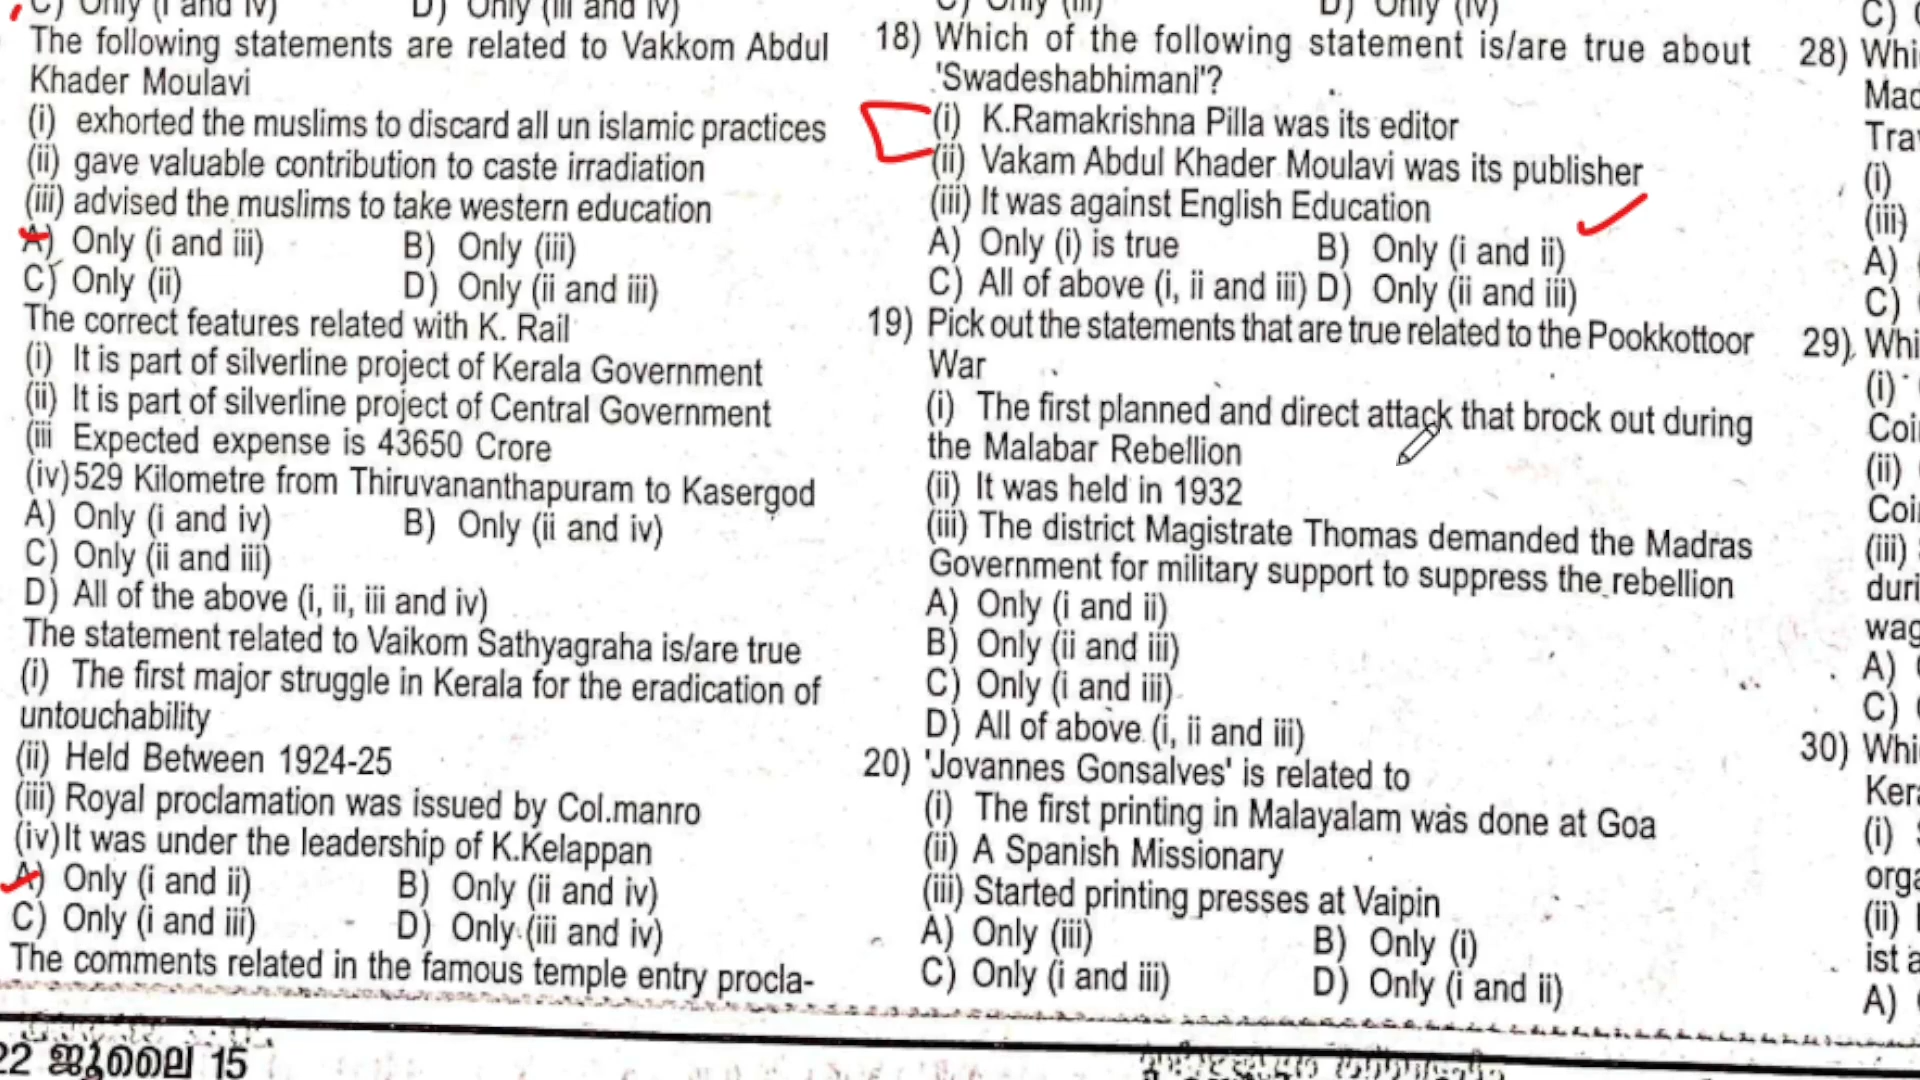 C) Only (i and iv) D) Only (iii and iv)
The following statements are related to Vakkom Abdul
Khader Moulavi
(i) exhorted the muslims to discard all un islamic practices
(ii) gave valuable contribution to caste irradiation
(iii) advised the muslims to take western education
A) Only (i and iii) B) Only (iii)
C) Only (ii) D) Only (ii and iii)
The correct features related with K. Rail
(i) It is part of silverline project of Kerala Government
(ii) It is part of silverline project of Central Government
(iii Expected expense is 43650 Crore
(iv) 529 Kilometre from Thiruvananthapuram to Kasergod
A) Only (i and iv) B) Only (ii and iv)
C) Only (ii and iii)
D) All of the above (i, ii, iii and iv)
The statement related to Vaikom Sathyagraha is/are true
(i) The first major struggle in Kerala for the eradication of
untouchability
(ii) Held Between 1924-25
(iii) Royal proclamation was issued by Col.manro
(iv) It was under the leadership of K.Kelappan
A) Only (i and ii) B) Only (ii and iv)
C) Only (i and iii) D) Only (iii and iv)
The comments related in the famous temple entry procla-
C) Only (iii) D) Only (iv)
18) Which of the following statement is/are true about
'Swadeshabhimani'?
(i) K.Ramakrishna Pilla was its editor
(ii) Vakam Abdul Khader Moulavi was its publisher
(iii) It was against English Education
A) Only (i) is true B) Only (i and ii)
C) All of above (i, ii and iii) D) Only (ii and iii)
19) Pick out the statements that are true related to the Pookkottoor
War
(i) The first planned and direct attack that brock out during
the Malabar Rebellion
(ii) It was held in 1932
(iii) The district Magistrate Thomas demanded the Madras
Government for military support to suppress the rebellion
A) Only (i and ii)
B) Only (ii and iii)
C) Only (i and iii)
D) All of above (i, ii and iii)
20) 'Jovannes Gonsalves' is related to
(i) The first printing in Malayalam was done at Goa
(ii) A Spanish Missionary
(iii) Started printing presses at Vaipin
A) Only (iii) B) Only (i)
C) Only (i and iii) D) Only (i and ii)
C)
28) Whi
Mad
Tra
(i)
(iii)
A)
C)
29) Whi
(i)
Coi
(ii)
Coi
(iii)
duri
wag
A)
C)
30) Whi
Kera
(i)
orga
(ii)
ist a
A)
22 ജൂലൈ 15